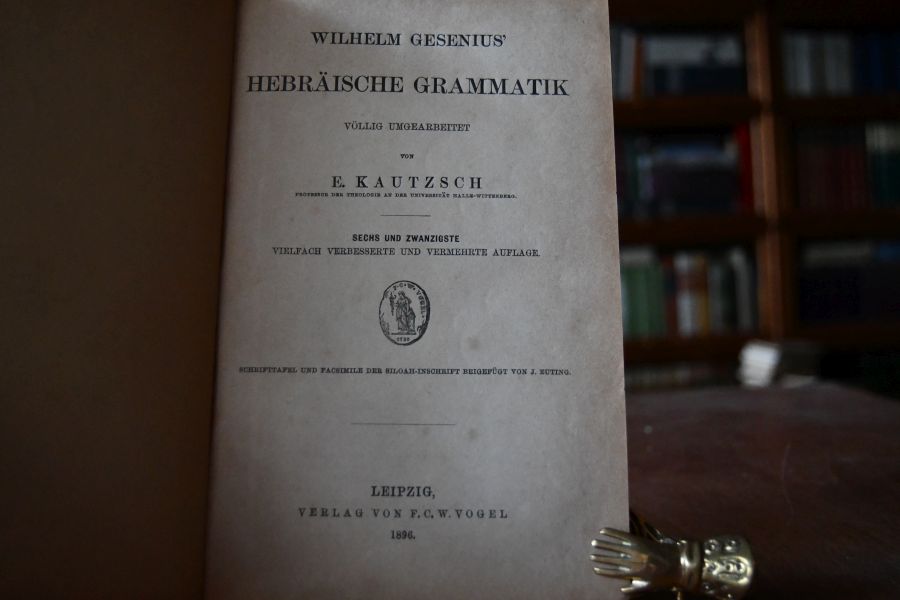 WILHELM GESENIUS'
HEBRÄISCHE GRAMMATIK
VÖLLIG UMGEARBEITET
VON
E. KAUTZSCH
PROFESSOR DER THEOLOGIE AN DER UNIVERSITÄT HALLE-WITTENBERG.
SECHS UND ZWANZIGSTE
VIELFACH VERBESSERTE UND VERMEHRTE AUFLAGE.
F. C. W. VOGEL
SCHRIFTTAFEL UND FACSIMILE DER SILOAH-INSCHRIFT BEIGEFÜGT VON J. EUTING.
LEIPZIG,
VERLAG VON F. C. W. VOGEL
1896.